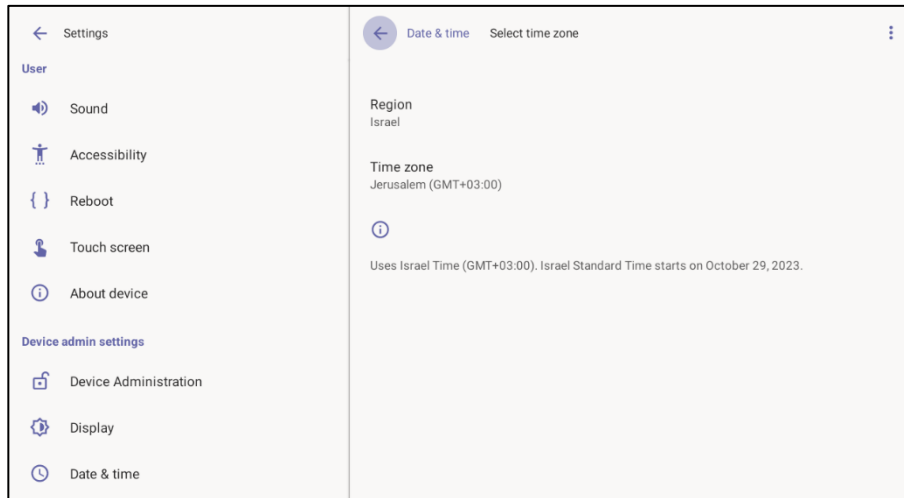 Settings
User
Sound
Accessibility
Reboot
Touch screen
About device
Device admin settings
Device Administration
Display
Date & time
Date & time Select time zone
Region
Israel
Time zone
Jerusalem (GMT+03:00)
Uses Israel Time (GMT+03:00). Israel Standard Time starts on October 29, 2023.